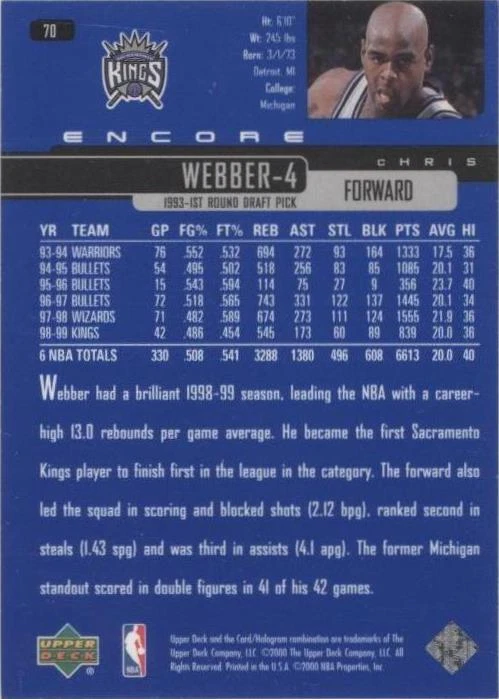 70
SACRAMENTO
KINGS
Ht: 6'10"
Wt: 245 lbs
Born: 3/1/73
Detroit, MI
College:
Michigan
ENCORE
CHRIS
WEBBER-4
FORWARD
1993-1ST ROUND DRAFT PICK
YR TEAM GP FG% FT% REB AST STL BLK PTS AVG HI
93-94 WARRIORS 76 .552 .532 694 272 93 164 1333 17.5 36
94-95 BULLETS 54 .495 .502 518 256 83 85 1085 20.1 31
95-96 BULLETS 15 .543 .594 114 75 27 9 356 23.7 40
96-97 BULLETS 72 .518 .565 743 331 122 137 1445 20.1 34
97-98 WIZARDS 71 .482 .589 674 273 111 124 1555 21.9 36
98-99 KINGS 42 .486 .454 545 173 60 89 839 20.0 36
6 NBA TOTALS 330 .508 .541 3288 1380 496 608 6613 20.0 40
Webber had a brilliant 1998-99 season, leading the NBA with a career-
high 13.0 rebounds per game average. He became the first Sacramento
Kings player to finish first in the league in the category. The forward also
led the squad in scoring and blocked shots (2.12 bpg), ranked second in
steals (1.43 spg) and was third in assists (4.1 apg). The former Michigan
standout scored in double figures in 41 of his 42 games.
UPPER
DECK
®
NBA
Upper Deck and the Card/Hologram combination are trademarks of The
Upper Deck Company, LLC. ©2000 The Upper Deck Company, LLC. All
Rights Reserved. Printed in the U.S.A. ©2000 NBA Properties, Inc.